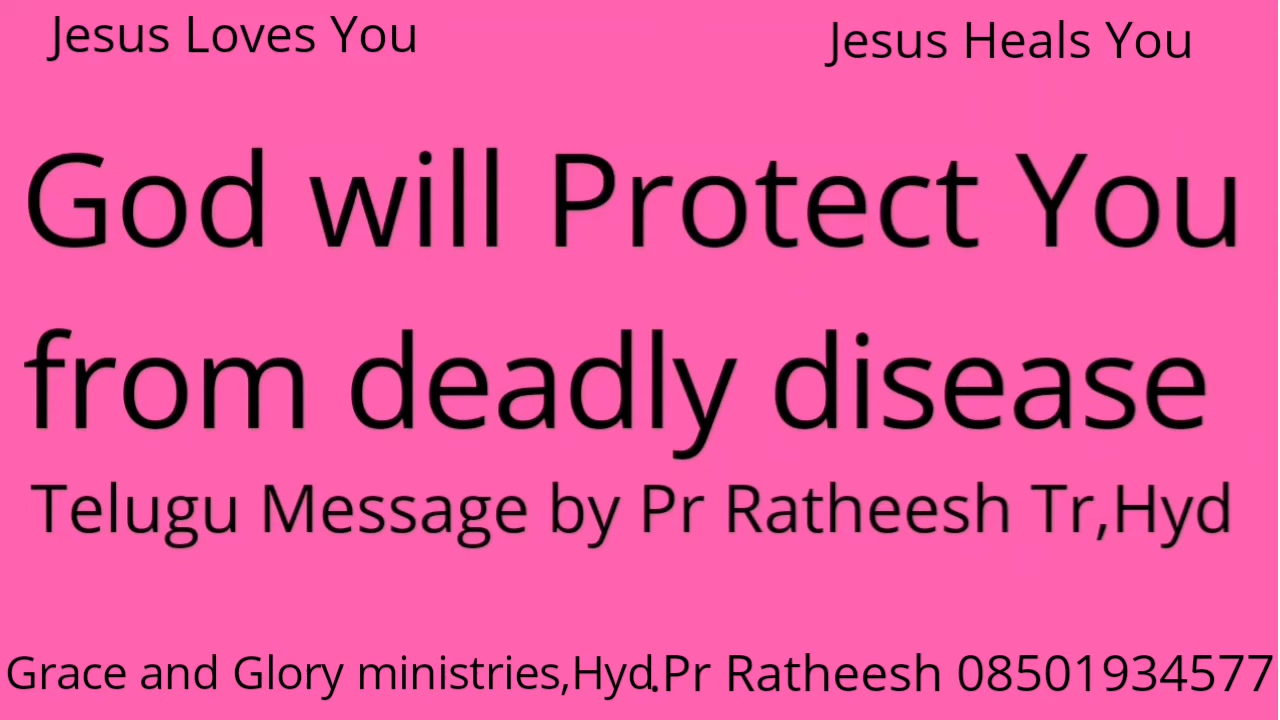 Jesus Loves You
Jesus Heals You
God will Protect You
from deadly disease
Telugu Message by Pr Ratheesh Tr,Hyd
Grace and Glory ministries,Hyd.Pr Ratheesh 08501934577